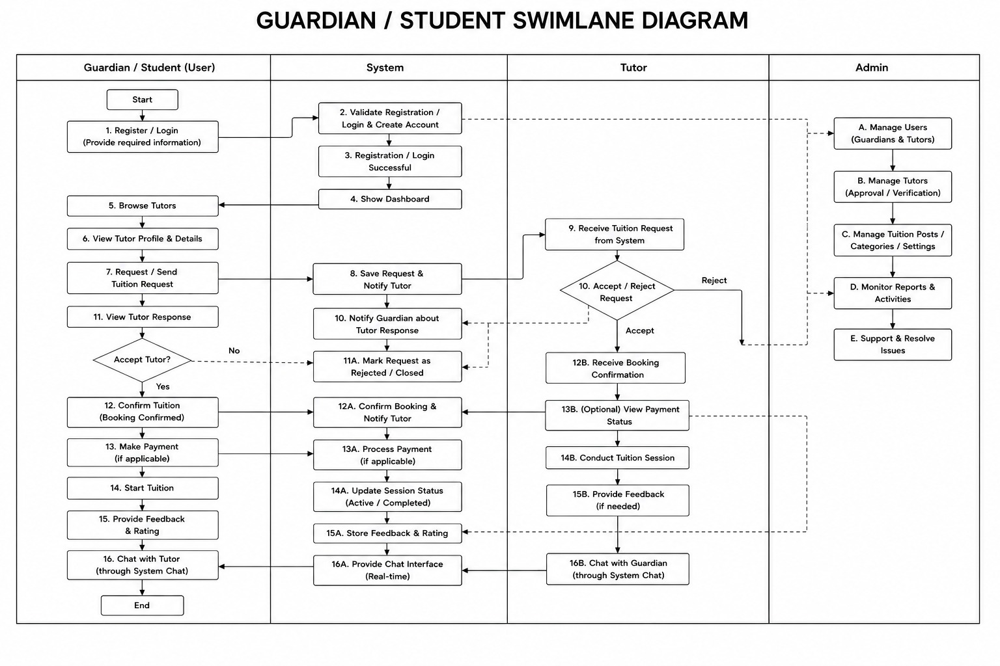 GUARDIAN / STUDENT SWIMLANE DIAGRAM
Guardian / Student (User)
System
Tutor
Admin
Start
1. Register / Login
(Provide required information)
5. Browse Tutors
6. View Tutor Profile & Details
7. Request / Send
Tuition Request
11. View Tutor Response
Accept Tutor?
No
Yes
12. Confirm Tuition
(Booking Confirmed)
13. Make Payment
(if applicable)
14. Start Tuition
15. Provide Feedback
& Rating
16. Chat with Tutor
(through System Chat)
End
2. Validate Registration /
Login & Create Account
3. Registration / Login
Successful
4. Show Dashboard
8. Save Request &
Notify Tutor
10. Notify Guardian about
Tutor Response
11A. Mark Request as
Rejected / Closed
12A. Confirm Booking &
Notify Tutor
13A. Process Payment
(if applicable)
14A. Update Session Status
(Active / Completed)
15A. Store Feedback & Rating
16A. Provide Chat Interface
(Real-time)
9. Receive Tuition Request
from System
10. Accept / Reject
Request
Reject
Accept
12B. Receive Booking
Confirmation
13B. (Optional) View Payment
Status
14B. Conduct Tuition Session
15B. Provide Feedback
(if needed)
16B. Chat with Guardian
(through System Chat)
A. Manage Users
(Guardians & Tutors)
B. Manage Tutors
(Approval / Verification)
C. Manage Tuition Posts /
Categories / Settings
D. Monitor Reports &
Activities
E. Support & Resolve
Issues